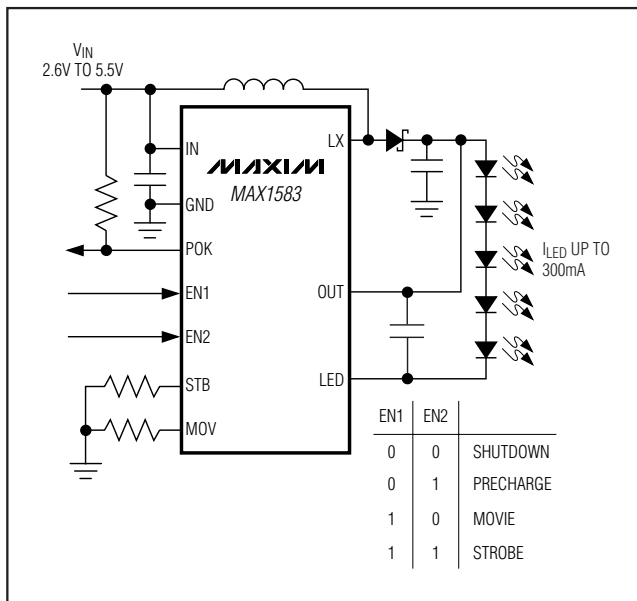 VIN
2.6V TO 5.5V
IN
LX
MAXIM
MAX1583
GND
POK
ILED UP TO
300mA
EN1
OUT
EN2
STB
LED
MOV
EN1 EN2
0 0 SHUTDOWN
0 1 PRECHARGE
1 0 MOVIE
1 1 STROBE